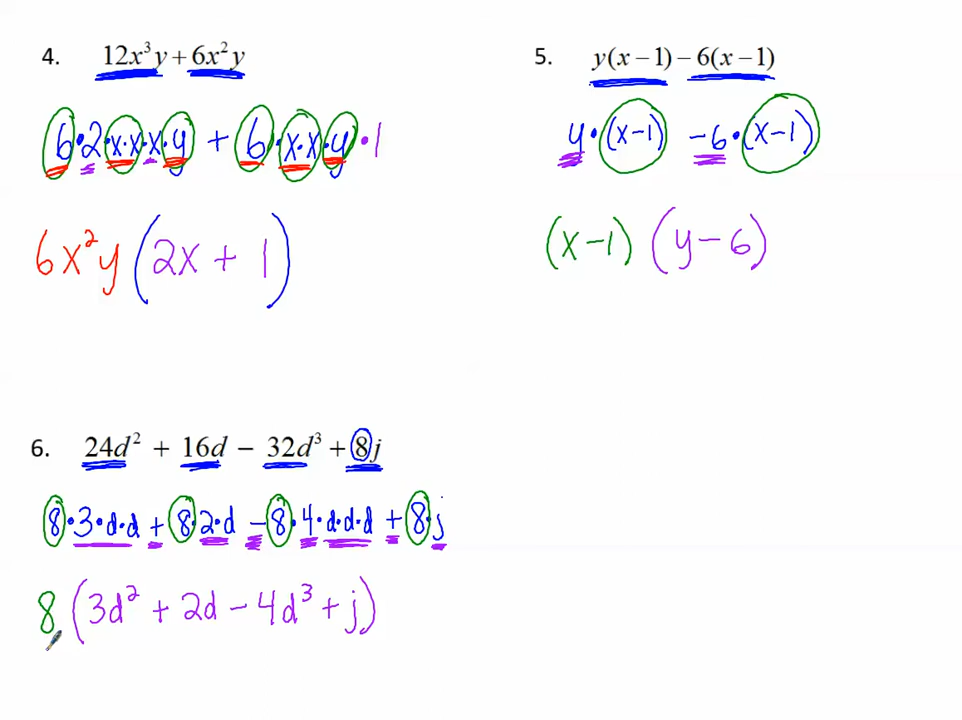 4. 12x³y + 6x²y
6·2·x·x·x·y + 6·x·x·y·1
6x²y(2x + 1)
5. y(x − 1) − 6(x − 1)
y·(x−1) −6·(x−1)
(x−1)(y−6)
6. 24d² + 16d − 32d³ + 8j
8·3·d·d + 8·2·d − 8·4·d·d·d + 8·j
8(3d² + 2d − 4d³ + j)